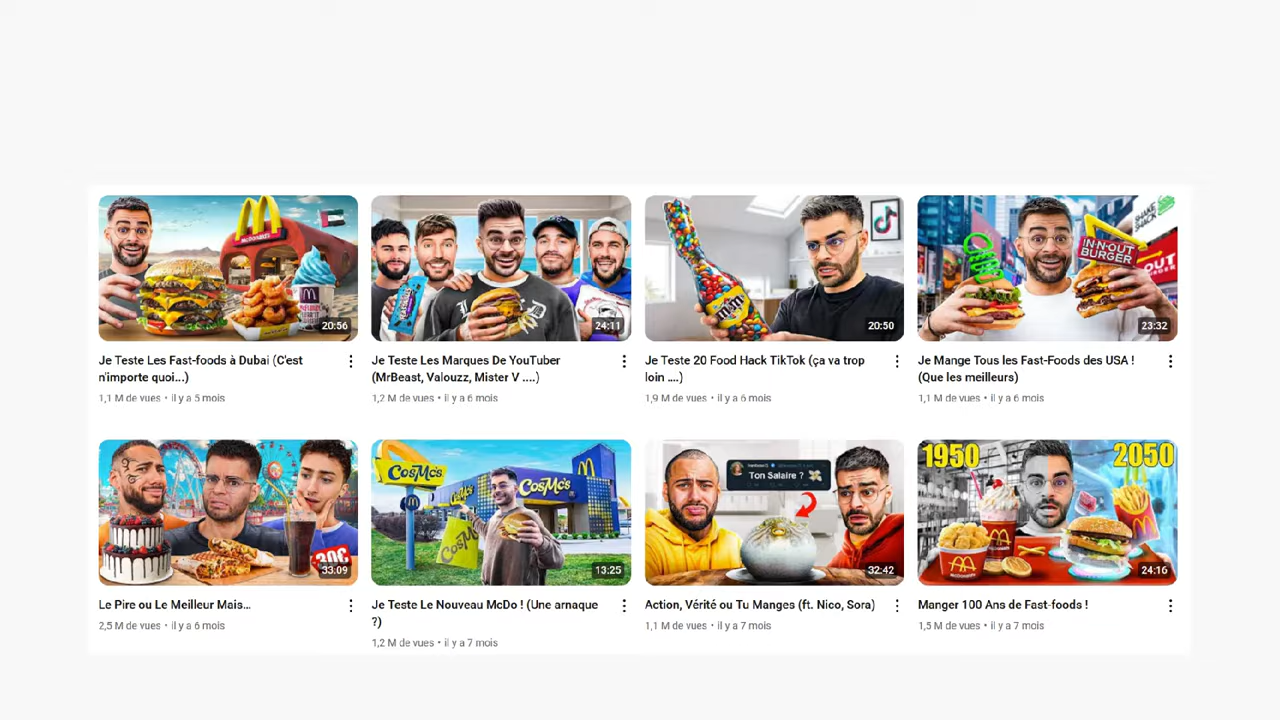 McDonald's
20:56
24:11
m&m's
20:50
SHAKE SHACK
IN-N-OUT
BURGER
23:32
Je Teste Les Fast-foods à Dubai (C'est
n'importe quoi...)
1,1 M de vues • il y a 5 mois
Je Teste Les Marques De YouTuber
(MrBeast, Valouzz, Mister V ....)
1,2 M de vues • il y a 6 mois
Je Teste 20 Food Hack TikTok (ça va trop
loin ....)
1,9 M de vues • il y a 6 mois
Je Mange Tous les Fast-Foods des USA !
(Que les meilleurs)
1,1 M de vues • il y a 6 mois
130€
33:09
CosMc's
CosMc's
CosMc's
13:25
Ton Salaire ?
32:42
1950
2050
24:16
Le Pire ou Le Meilleur Mais...
2,5 M de vues • il y a 6 mois
Je Teste Le Nouveau McDo ! (Une arnaque
?)
1,2 M de vues • il y a 7 mois
Action, Vérité ou Tu Manges (ft. Nico, Sora)
1,1 M de vues • il y a 7 mois
Manger 100 Ans de Fast-foods !
1,5 M de vues • il y a 7 mois